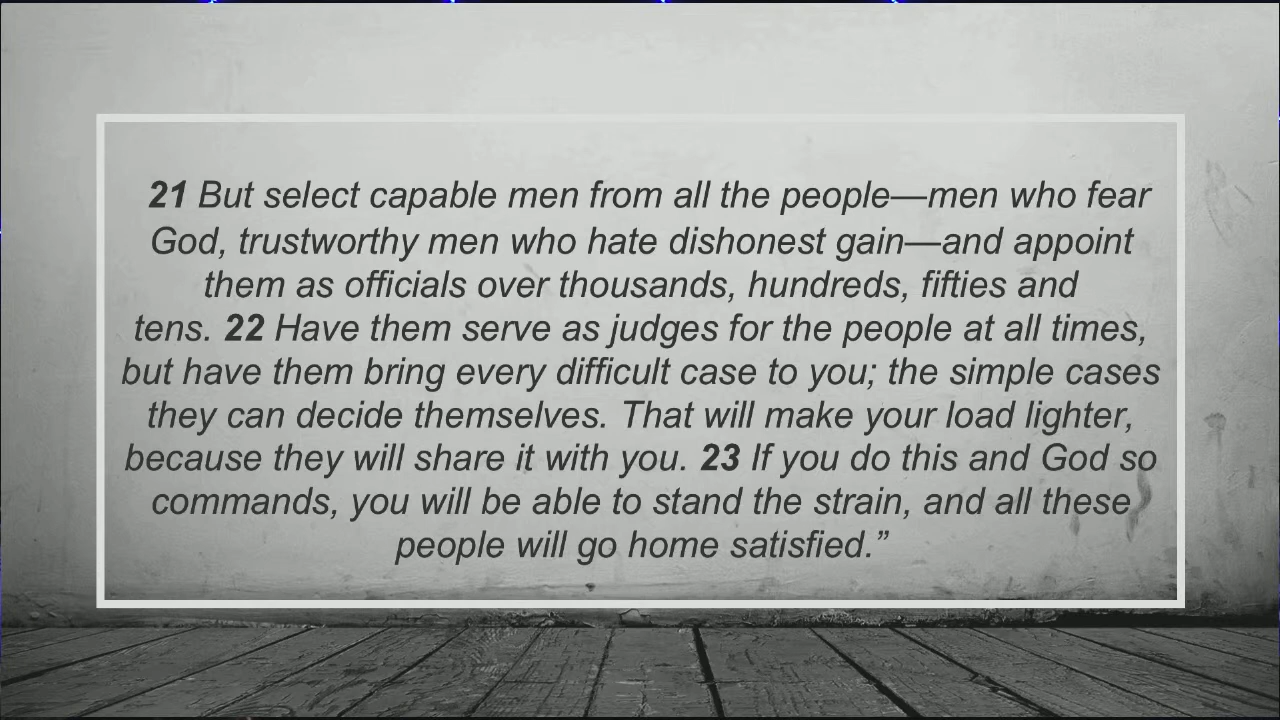 21 But select capable men from all the people—men who fear
God, trustworthy men who hate dishonest gain—and appoint
them as officials over thousands, hundreds, fifties and
tens. 22 Have them serve as judges for the people at all times,
but have them bring every difficult case to you; the simple cases
they can decide themselves. That will make your load lighter,
because they will share it with you. 23 If you do this and God so
commands, you will be able to stand the strain, and all these
people will go home satisfied.”